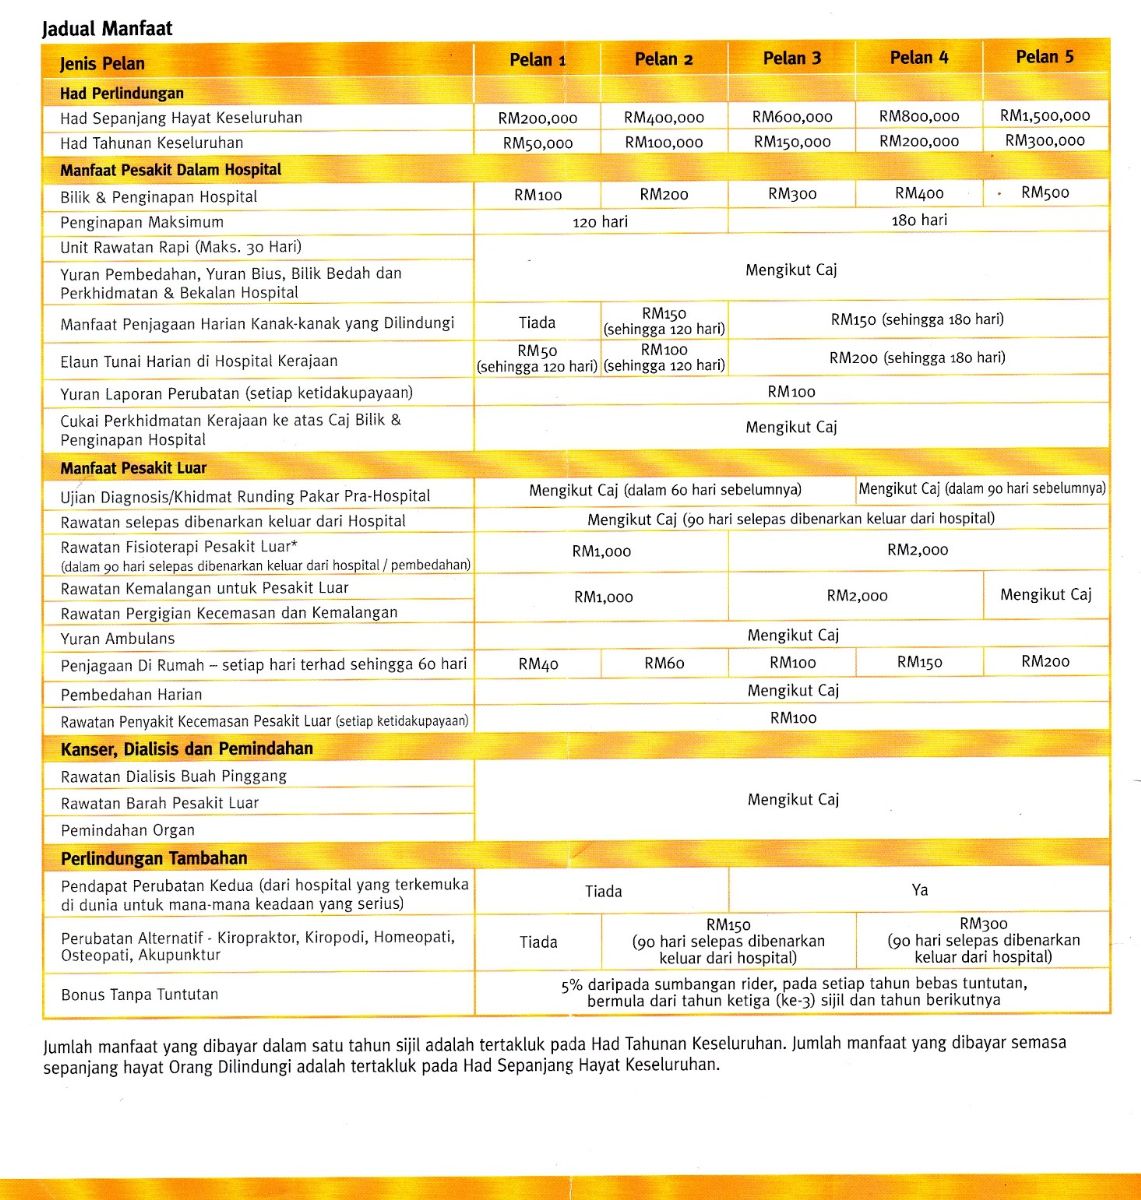 Jadual Manfaat
Jenis Pelan Pelan 1 Pelan 2 Pelan 3 Pelan 4 Pelan 5
Had Perlindungan
Had Sepanjang Hayat Keseluruhan RM200,000 RM400,000 RM600,000 RM800,000 RM1,500,000
Had Tahunan Keseluruhan RM50,000 RM100,000 RM150,000 RM200,000 RM300,000
Manfaat Pesakit Dalam Hospital
Bilik & Penginapan Hospital RM100 RM200 RM300 RM400 RM500
Penginapan Maksimum 120 hari 180 hari
Unit Rawatan Rapi (Maks. 30 Hari)
Yuran Pembedahan, Yuran Bius, Bilik Bedah dan
Perkhidmatan & Bekalan Hospital
Mengikut Caj
Manfaat Penjagaan Harian Kanak-kanak yang Dilindungi Tiada RM150
(sehingga 120 hari) RM150 (sehingga 180 hari)
Elaun Tunai Harian di Hospital Kerajaan RM50
(sehingga 120 hari) RM100
(sehingga 120 hari) RM200 (sehingga 180 hari)
Yuran Laporan Perubatan (setiap ketidakupayaan) RM100
Cukai Perkhidmatan Kerajaan ke atas Caj Bilik &
Penginapan Hospital
Mengikut Caj
Manfaat Pesakit Luar
Ujian Diagnosis/Khidmat Runding Pakar Pra-Hospital Mengikut Caj (dalam 60 hari sebelumnya) Mengikut Caj (dalam 90 hari sebelumnya)
Rawatan selepas dibenarkan keluar dari Hospital Mengikut Caj (90 hari selepas dibenarkan keluar dari hospital)
Rawatan Fisioterapi Pesakit Luar*
(dalam 90 hari selepas dibenarkan keluar dari hospital / pembedahan)
RM1,000 RM2,000
Rawatan Kemalangan untuk Pesakit Luar
Rawatan Pergigian Kecemasan dan Kemalangan
RM1,000 RM2,000 Mengikut Caj
Yuran Ambulans Mengikut Caj
Penjagaan Di Rumah – setiap hari terhad sehingga 60 hari RM40 RM60 RM100 RM150 RM200
Pembedahan Harian Mengikut Caj
Rawatan Penyakit Kecemasan Pesakit Luar (setiap ketidakupayaan) RM100
Kanser, Dialisis dan Pemindahan
Rawatan Dialisis Buah Pinggang
Rawatan Barah Pesakit Luar
Pemindahan Organ
Mengikut Caj
Perlindungan Tambahan
Pendapat Perubatan Kedua (dari hospital yang terkemuka
di dunia untuk mana-mana keadaan yang serius)
Tiada Ya
Perubatan Alternatif - Kiropraktor, Kiropodi, Homeopati,
Osteopati, Akupunktur
Tiada
RM150
(90 hari selepas dibenarkan
keluar dari hospital)
RM300
(90 hari selepas dibenarkan
keluar dari hospital)
Bonus Tanpa Tuntutan
5% daripada sumbangan rider, pada setiap tahun bebas tuntutan,
bermula dari tahun ketiga (ke-3) sijil dan tahun berikutnya
Jumlah manfaat yang dibayar dalam satu tahun sijil adalah tertakluk pada Had Tahunan Keseluruhan. Jumlah manfaat yang dibayar semasa
sepanjang hayat Orang Dilindungi adalah tertakluk pada Had Sepanjang Hayat Keseluruhan.